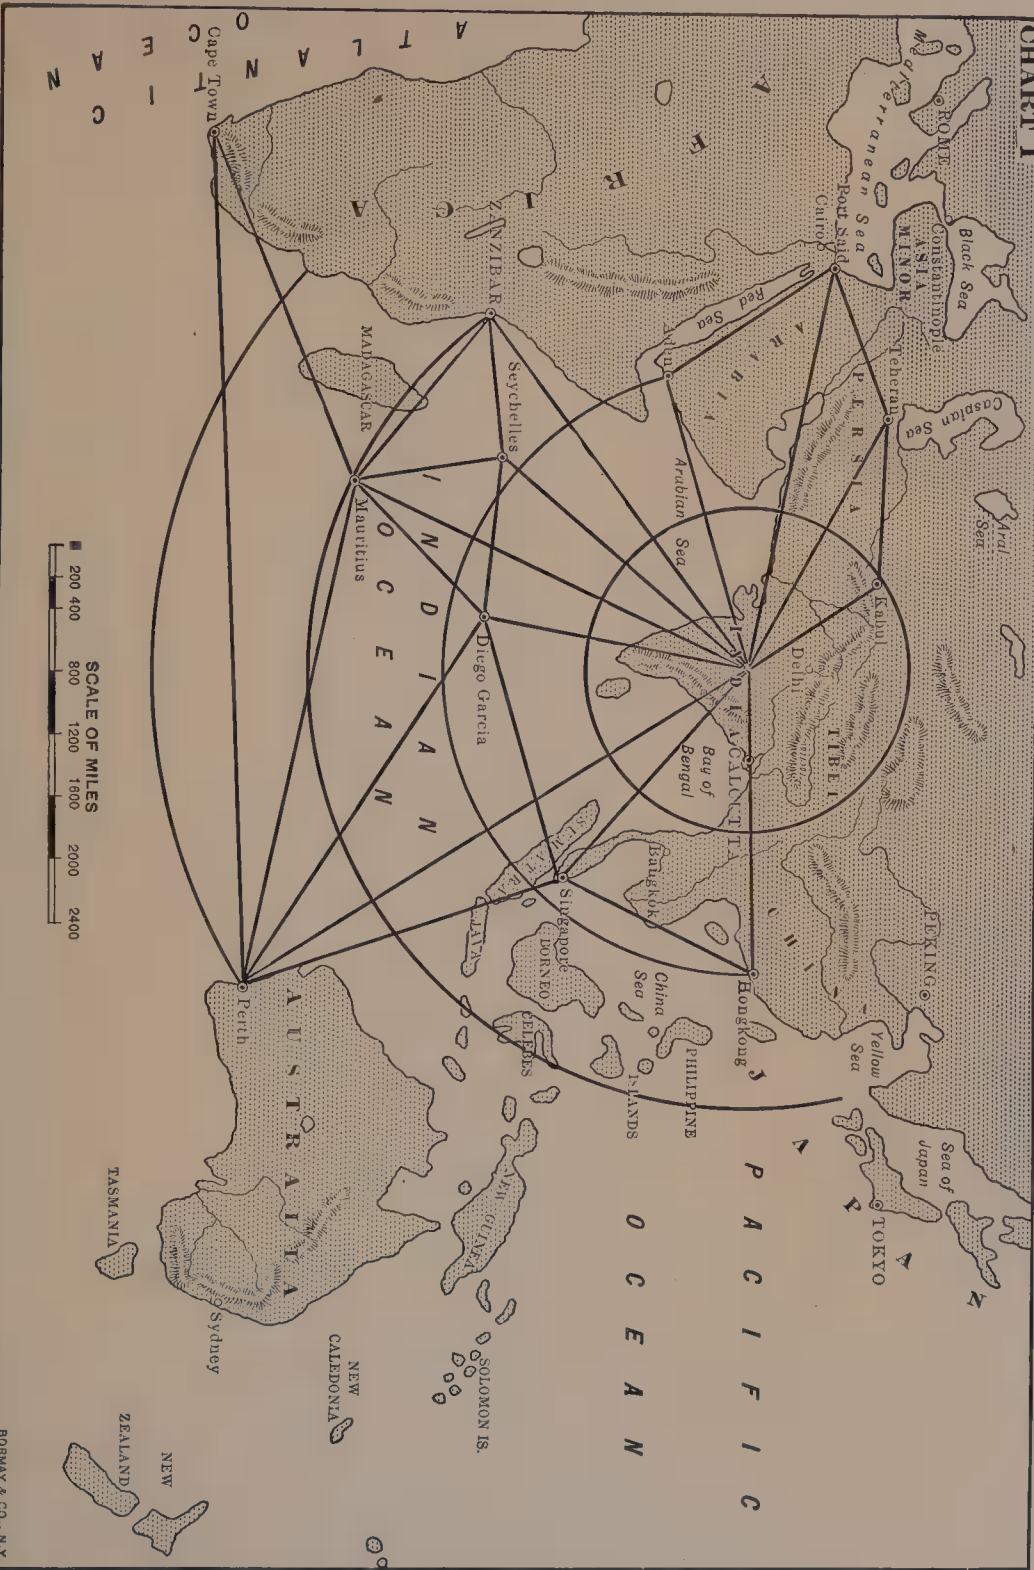 CHART I
ATLANTIC
OCEAN
AFRICA
Mediterranean Sea
ROME
Black Sea
Constantinople
ASIA
MINOR
Port Said
Cairo
Red
Sea
ARABIA
Aden
Teheran
PERSIA
Caspian
Sea
Aral
Sea
Kabul
Delhi
TIBET
INDIA
CALCUTTA
Bay of
Bengal
Arabian Sea
Cape Town
ZANZIBAR
MADAGASCAR
Seychelles
Mauritius
Diego Garcia
INDIAN
OCEAN
SUMATRA
JAVA
Singapore
BORNEO
CELEBES
Bangkok
CHINA
PEKING
Hongkong
China
Sea
Yellow
Sea
Sea of
Japan
JAPAN
TOKYO
PHILIPPINE
ISLANDS
PACIFIC
OCEAN
NEW GUINEA
SOLOMON IS.
NEW
CALEDONIA
AUSTRALIA
Perth
Sydney
TASMANIA
NEW
ZEALAND
SCALE OF MILES
200 400 800 1200 1600 2000 2400
BORMAY & CO., N.Y.